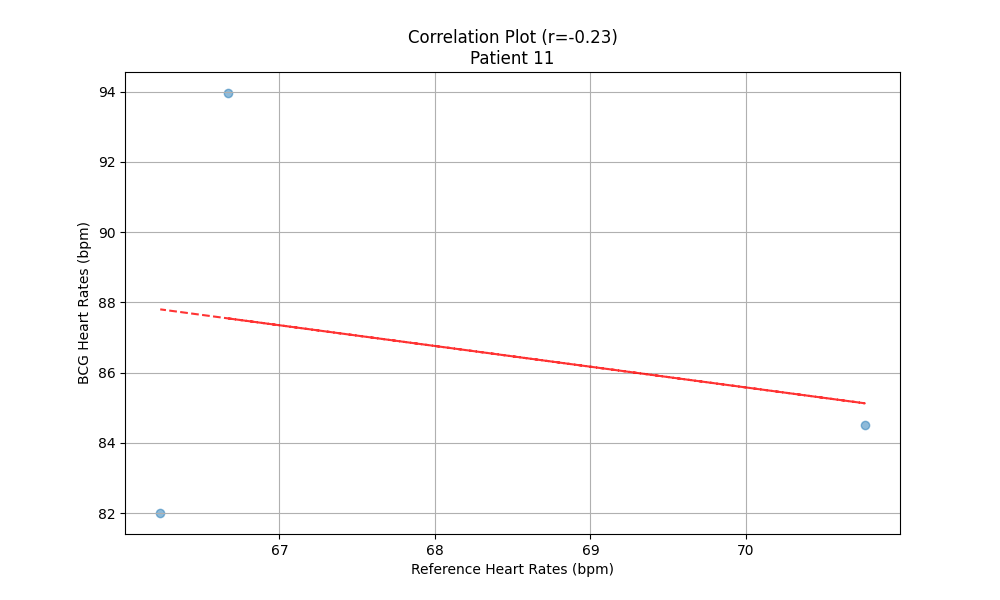 Correlation Plot (r=-0.23)
Patient 11
94
92
90
88
86
84
82
BCG Heart Rates (bpm)
67
68
69
70
Reference Heart Rates (bpm)